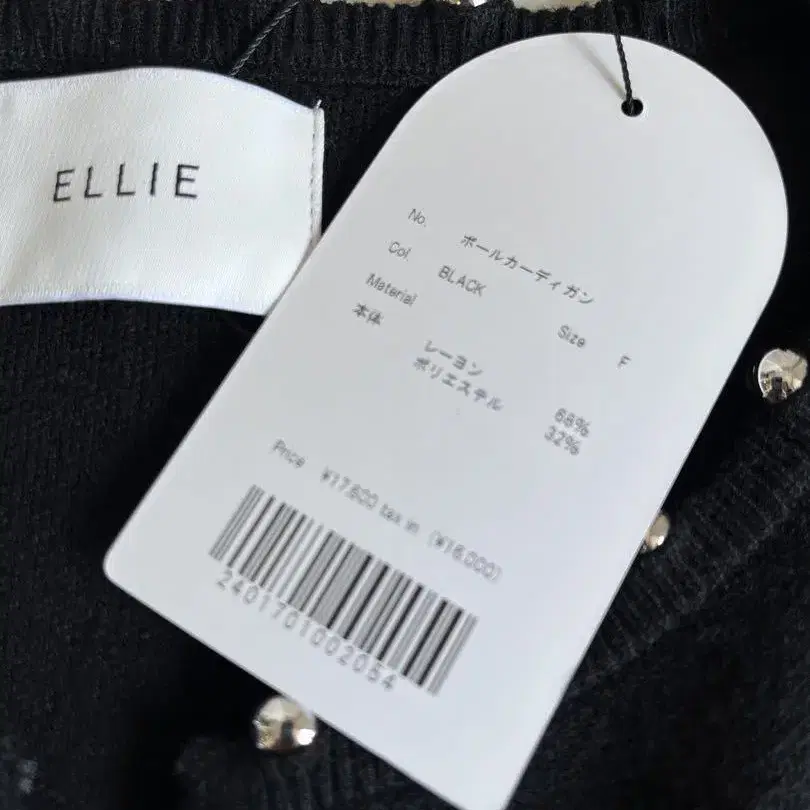 ELLIE
No. ボールカーディガン
Col. BLACK Size F
Material
本体 レーヨン 68%
ポリエステル 32%
Price ¥17,600 tax in (¥16,000)
2401701002054